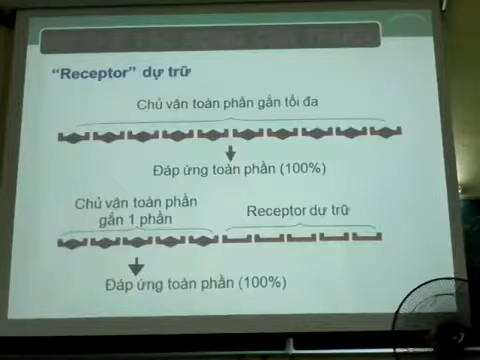 “Receptor” dự trữ
Chủ vận toàn phần gắn tối đa
Đáp ứng toàn phần (100%)
Chủ vận toàn phần
gắn 1 phần
Receptor dự trữ
Đáp ứng toàn phần (100%)